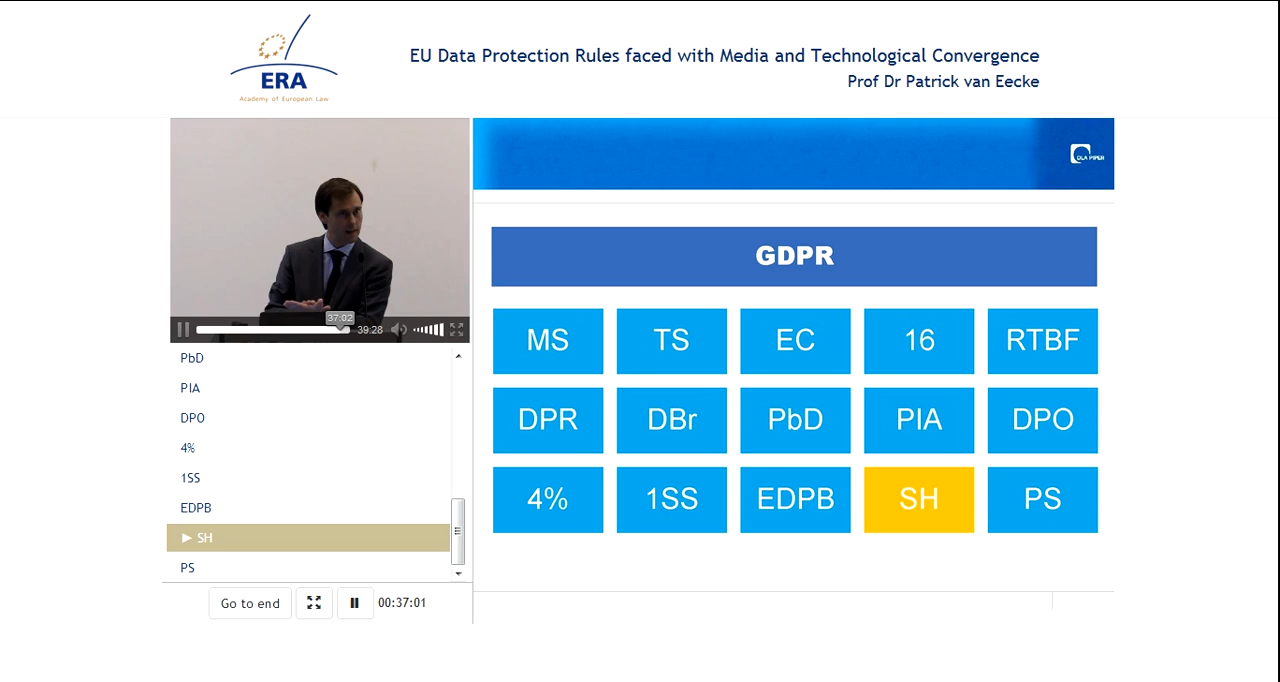 EU Data Protection Rules faced with Media and Technological Convergence
Prof Dr Patrick van Eecke
ERA
Academy of European Law
DLA PIPER
GDPR
MS TS EC 16 RTBF
DPR DBr PbD PIA DPO
4% 1SS EDPB SH PS
37:02
39:28
PbD
PIA
DPO
4%
1SS
EDPB
SH
PS
Go to end
00:37:01